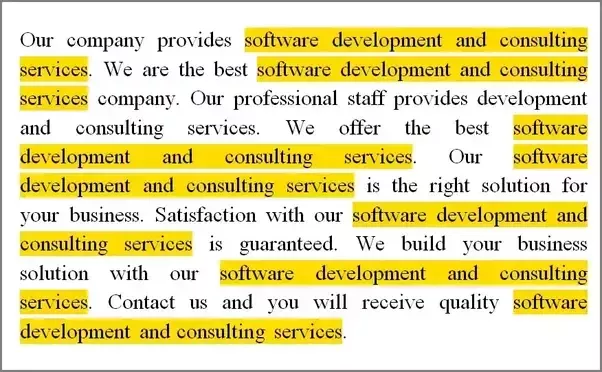 Our company provides software development and consulting
services. We are the best software development and consulting
services company. Our professional staff provides development
and consulting services. We offer the best software
development and consulting services. Our software
development and consulting services is the right solution for
your business. Satisfaction with our software development and
consulting services is guaranteed. We build your business
solution with our software development and consulting
services. Contact us and you will receive quality software
development and consulting services.